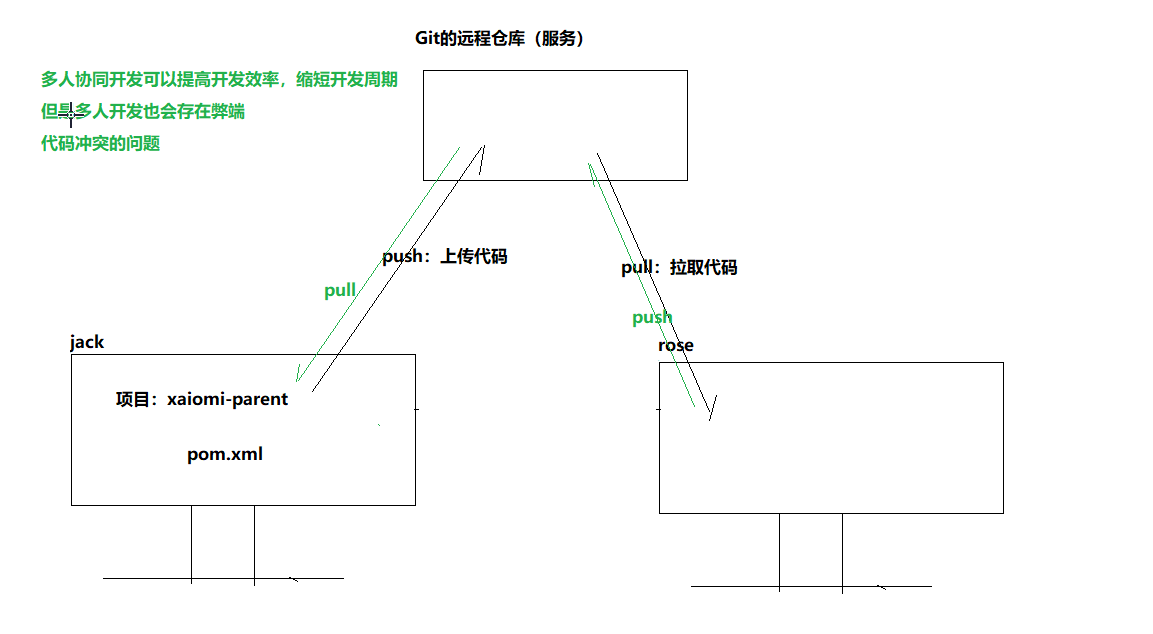 Git的远程仓库（服务）
多人协同开发可以提高开发效率，缩短开发周期
但是多人开发也会存在弊端
代码冲突的问题
push：上传代码
pull：拉取代码
pull
push
jack
rose
项目：xaiomi-parent
pom.xml